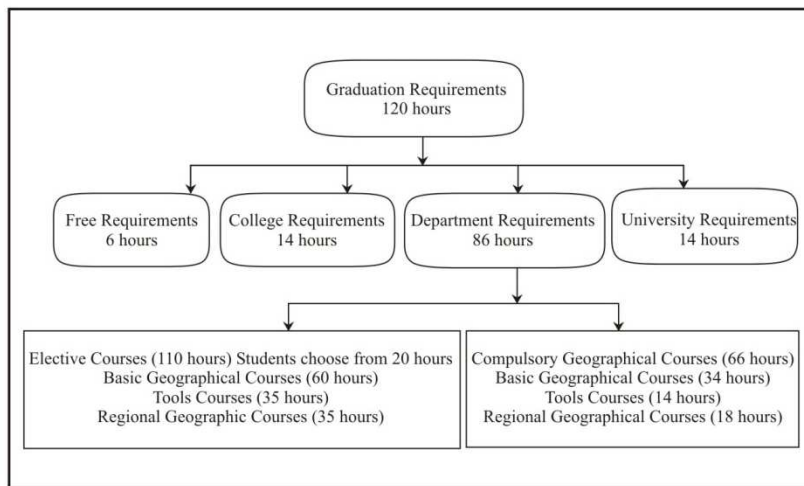 Graduation Requirements
120 hours
Free Requirements
6 hours
College Requirements
14 hours
Department Requirements
86 hours
University Requirements
14 hours
Elective Courses (110 hours) Students choose from 20 hours
Basic Geographical Courses (60 hours)
Tools Courses (35 hours)
Regional Geographic Courses (35 hours)
Compulsory Geographical Courses (66 hours)
Basic Geographical Courses (34 hours)
Tools Courses (14 hours)
Regional Geographical Courses (18 hours)